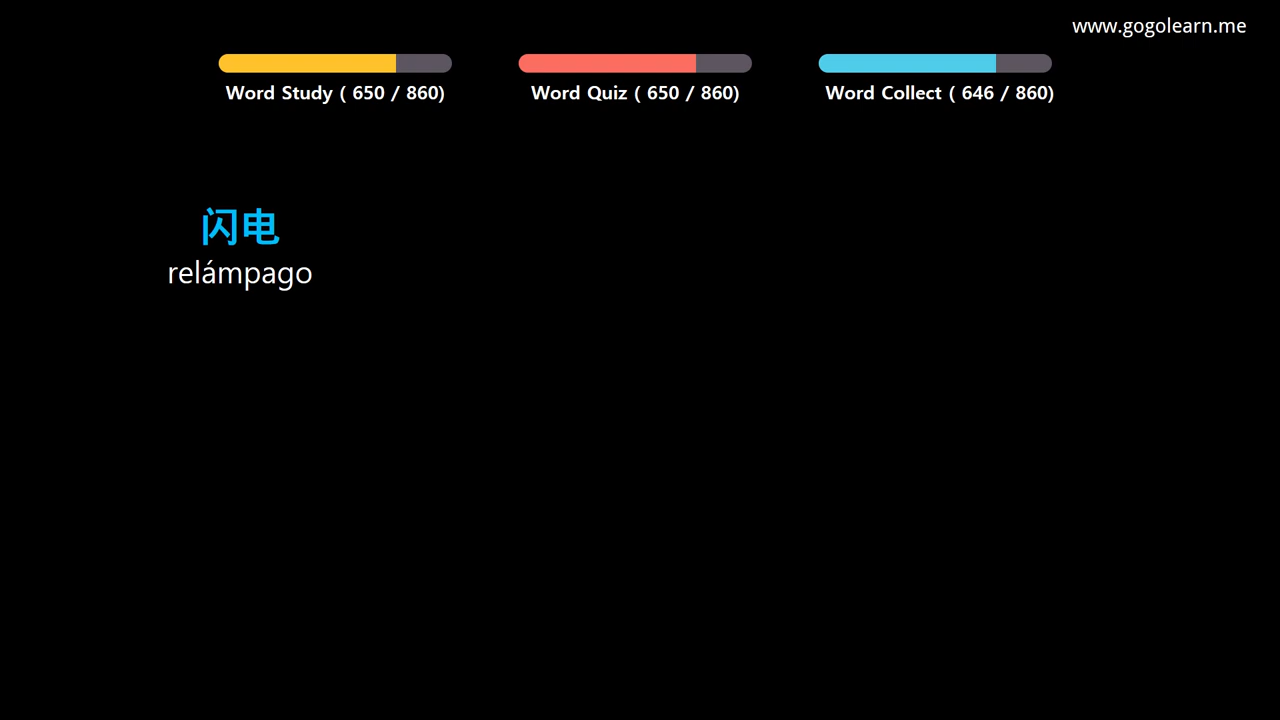 www.gogolearn.me
Word Study ( 650 / 860)
Word Quiz ( 650 / 860)
Word Collect ( 646 / 860)
闪电
relámpago